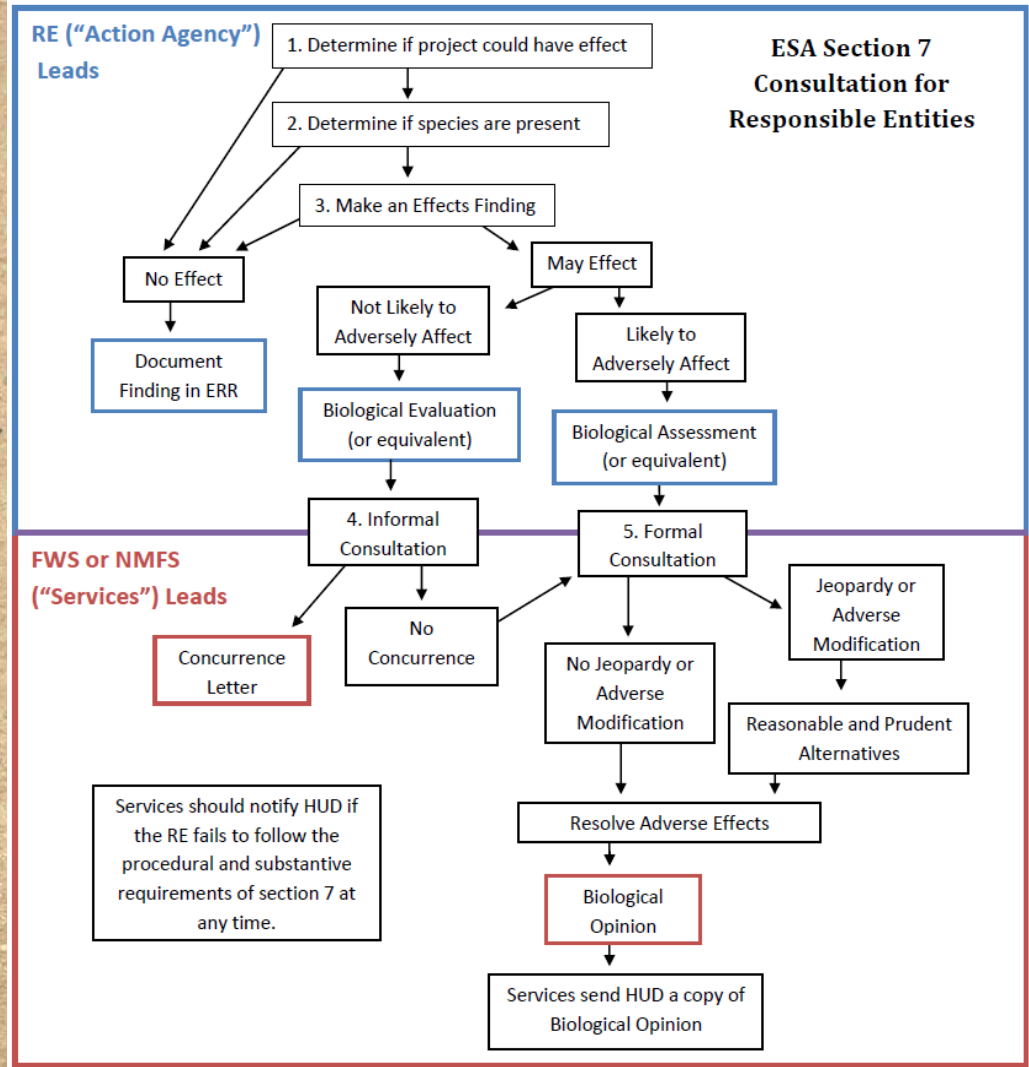 RE (“Action Agency”)
Leads
1. Determine if project could have effect
ESA Section 7
Consultation for
Responsible Entities
2. Determine if species are present
3. Make an Effects Finding
No Effect
May Effect
Not Likely to
Adversely Affect
Likely to
Adversely Affect
Document
Finding in ERR
Biological Evaluation
(or equivalent)
Biological Assessment
(or equivalent)
4. Informal
Consultation
5. Formal
Consultation
FWS or NMFS
(“Services”) Leads
Concurrence
Letter
No
Concurrence
No Jeopardy or
Adverse
Modification
Jeopardy or
Adverse
Modification
Reasonable and Prudent
Alternatives
Services should notify HUD if
the RE fails to follow the
procedural and substantive
requirements of section 7 at
any time.
Resolve Adverse Effects
Biological
Opinion
Services send HUD a copy of
Biological Opinion